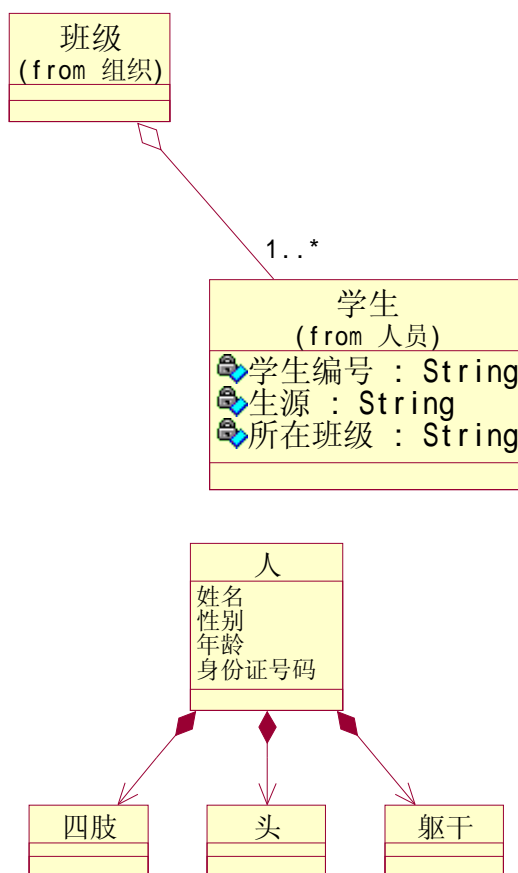 班级
(from 组织)
1..*
学生
(from 人员)
学生编号 : String
生源 : String
所在班级 : String
人
姓名
性别
年龄
身份证号码
四肢
头
躯干